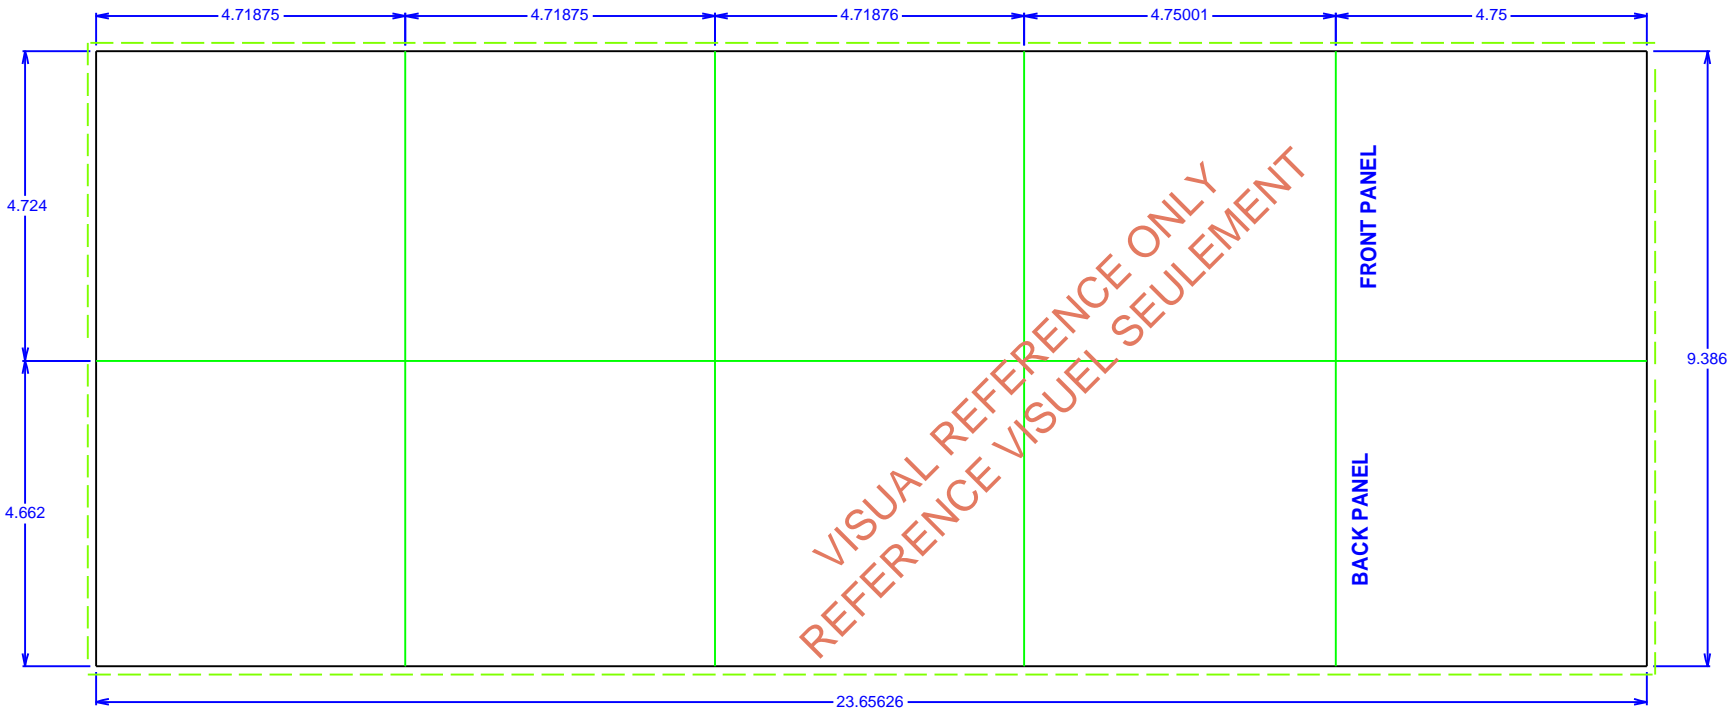 4.71875
4.71875
4.71876
4.75001
4.75
4.724
4.662
9.386
23.65626
FRONT PANEL
BACK PANEL
VISUAL REFERENCE ONLY
REFERENCE VISUEL SEULEMENT